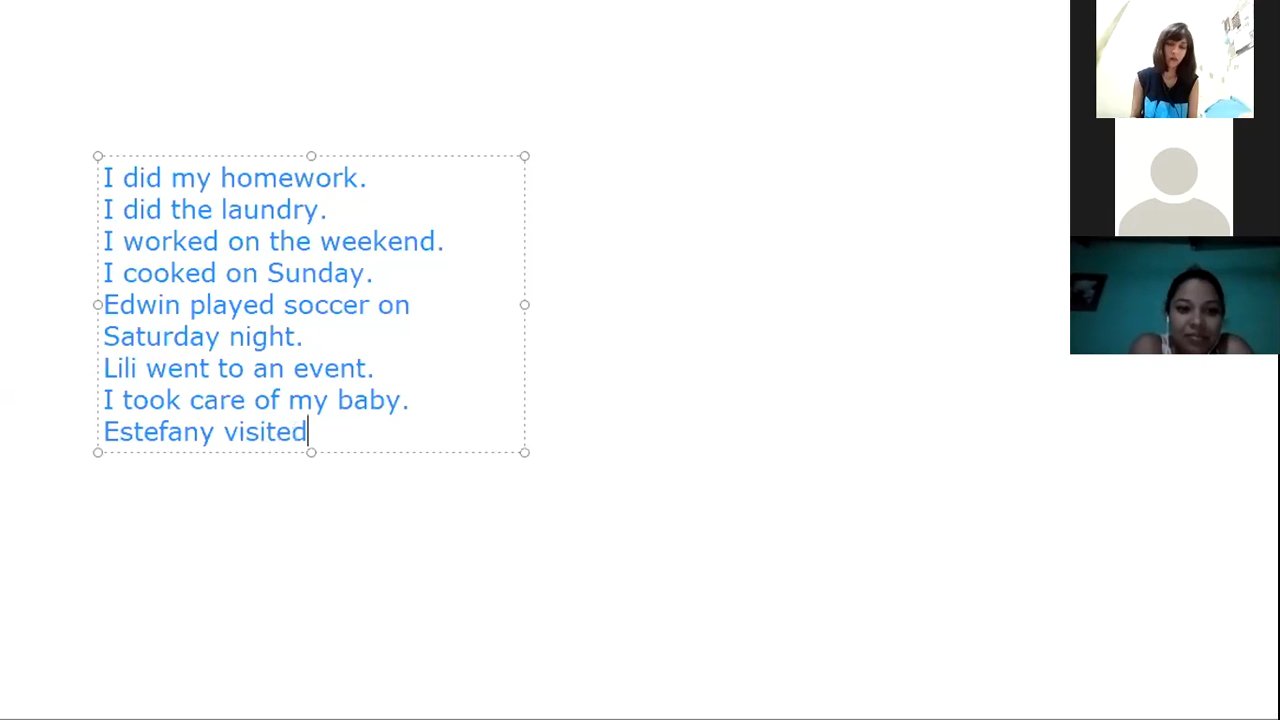 I did my homework.
I did the laundry.
I worked on the weekend.
I cooked on Sunday.
Edwin played soccer on
Saturday night.
Lili went to an event.
I took care of my baby.
Estefany visited